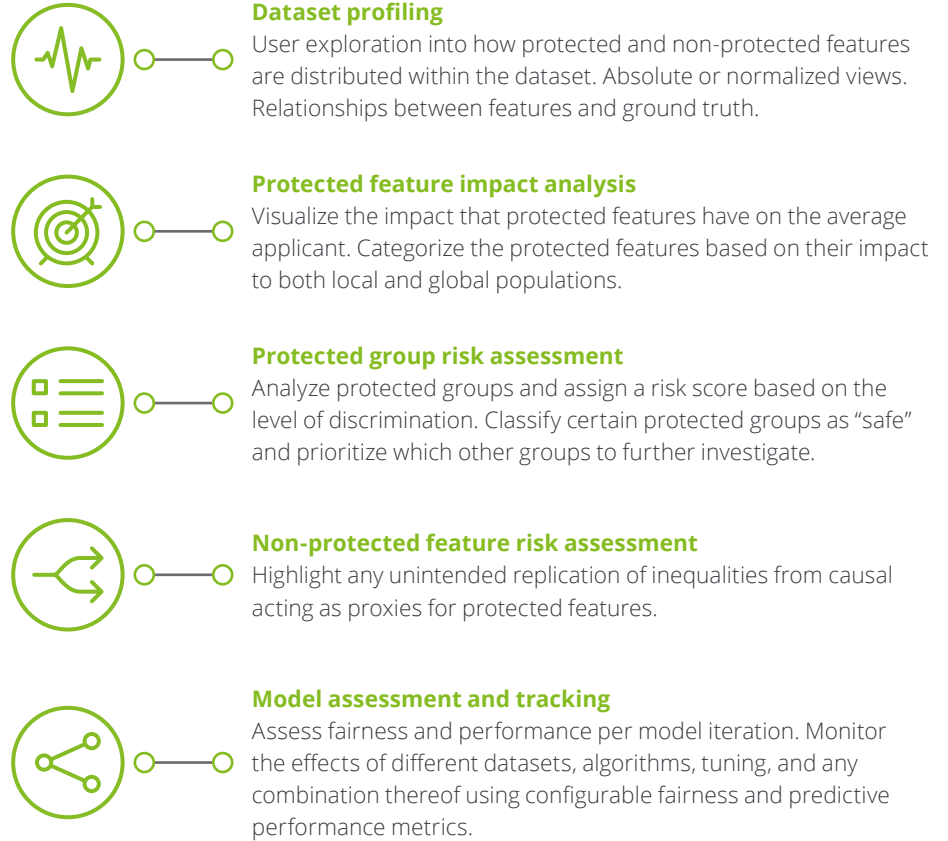 Dataset profiling
User exploration into how protected and non-protected features
are distributed within the dataset. Absolute or normalized views.
Relationships between features and ground truth.
Protected feature impact analysis
Visualize the impact that protected features have on the average
applicant. Categorize the protected features based on their impact
to both local and global populations.
Protected group risk assessment
Analyze protected groups and assign a risk score based on the
level of discrimination. Classify certain protected groups as “safe”
and prioritize which other groups to further investigate.
Non-protected feature risk assessment
Highlight any unintended replication of inequalities from causal
acting as proxies for protected features.
Model assessment and tracking
Assess fairness and performance per model iteration. Monitor
the effects of different datasets, algorithms, tuning, and any
combination thereof using configurable fairness and predictive
performance metrics.